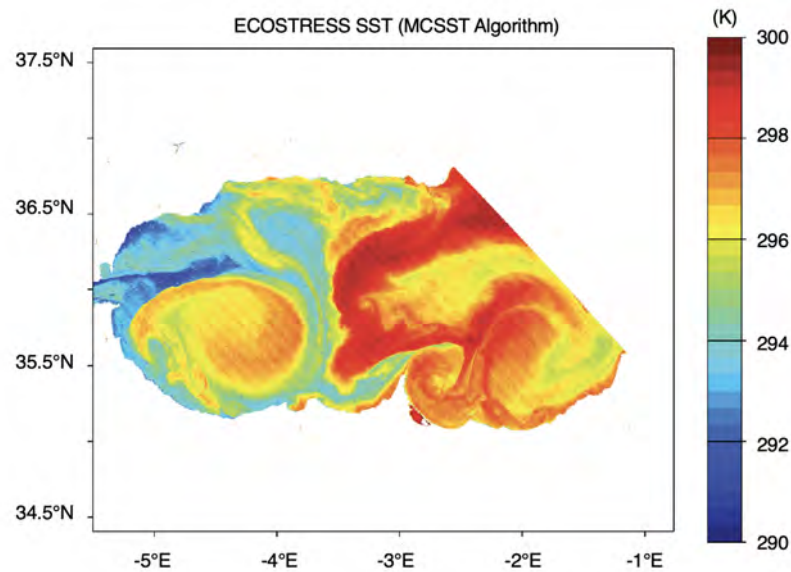 ECOSTRESS SST (MCSST Algorithm)
(K)
37.5°N
36.5°N
35.5°N
34.5°N
-5°E
-4°E
-3°E
-2°E
-1°E
300
298
296
294
292
290